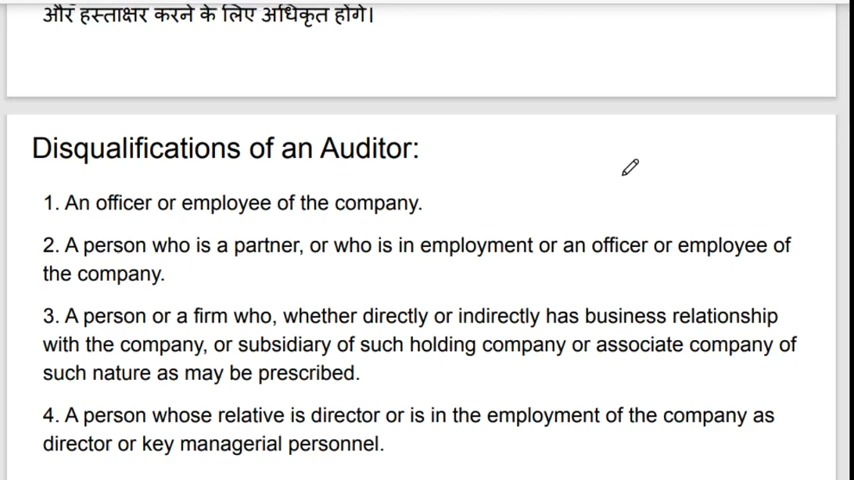 और हस्ताक्षर करने के लिए अधिकृत होंगे।
Disqualifications of an Auditor:
1. An officer or employee of the company.
2. A person who is a partner, or who is in employment or an officer or employee of
the company.
3. A person or a firm who, whether directly or indirectly has business relationship
with the company, or subsidiary of such holding company or associate company of
such nature as may be prescribed.
4. A person whose relative is director or is in the employment of the company as
director or key managerial personnel.